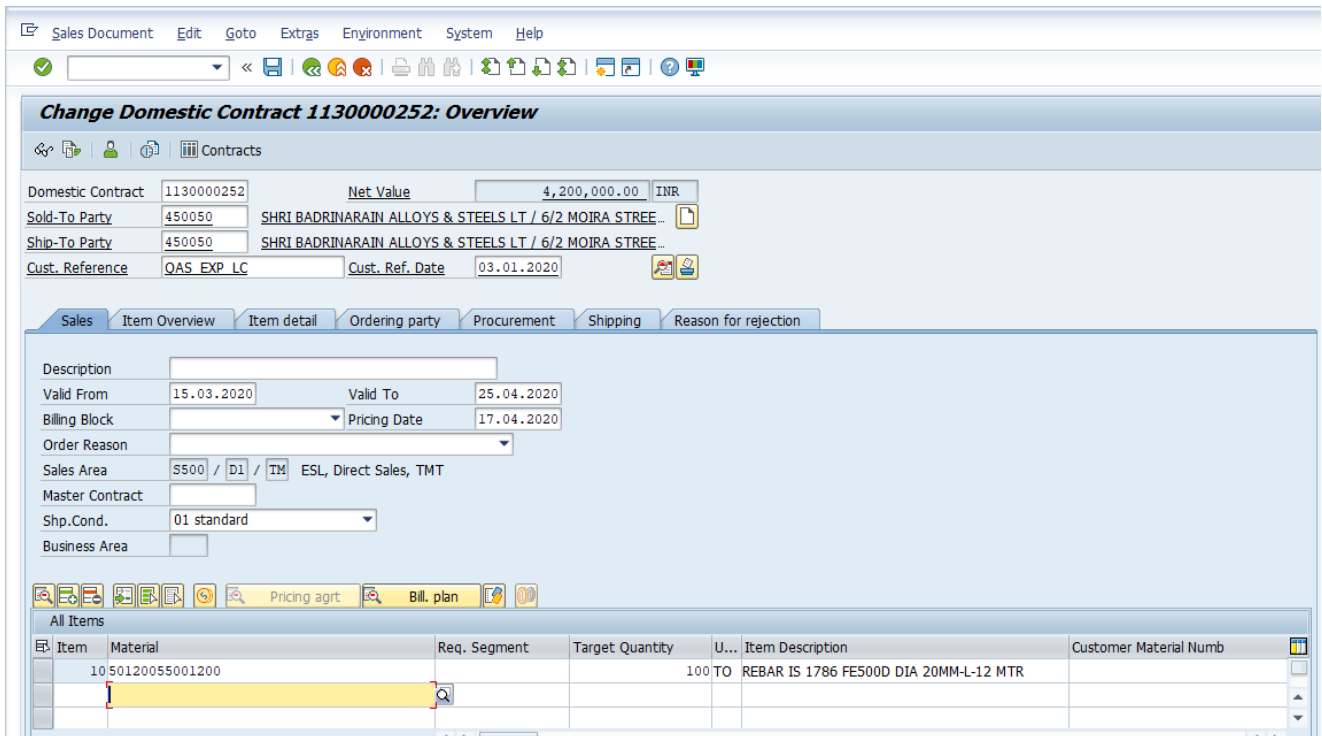 Sales Document Edit Goto Extras Environment System Help
Change Domestic Contract 1130000252: Overview
Contracts
Domestic Contract 1130000252 Net Value 4,200,000.00 INR
Sold-To Party 450050 SHRI BADRINARAIN ALLOYS & STEELS LT / 6/2 MOIRA STREE...
Ship-To Party 450050 SHRI BADRINARAIN ALLOYS & STEELS LT / 6/2 MOIRA STREE...
Cust. Reference QAS EXP LC Cust. Ref. Date 03.01.2020
Sales Item Overview Item detail Ordering party Procurement Shipping Reason for rejection
Description
Valid From 15.03.2020 Valid To 25.04.2020
Billing Block Pricing Date 17.04.2020
Order Reason
Sales Area S500 / D1 / TM ESL, Direct Sales, TMT
Master Contract
Shp.Cond. 01 standard
Business Area
Pricing agrt Bill. plan
All Items
Item Material Req. Segment Target Quantity U... Item Description Customer Material Numb
10 50120055001200 100 TO REBAR IS 1786 FE500D DIA 20MM-L-12 MTR